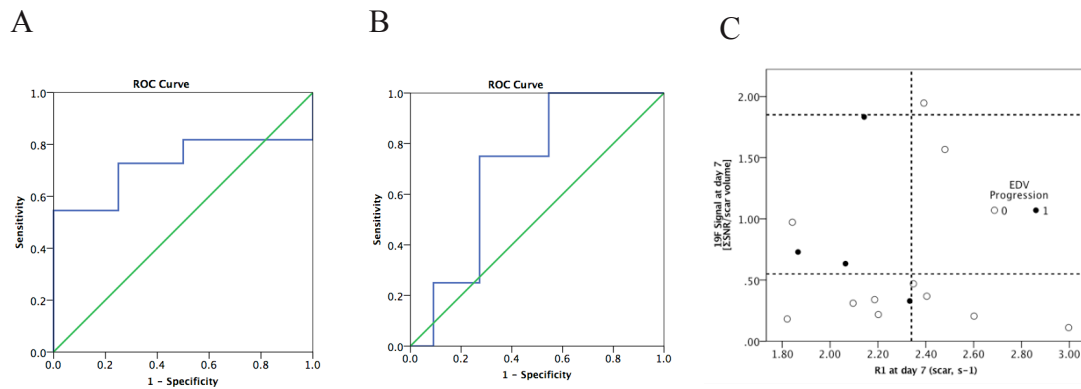 A
B
C
ROC Curve
Sensitivity
1.0
0.8
0.6
0.4
0.2
0.0
0.0 0.2 0.4 0.6 0.8 1.0
1 - Specificity
ROC Curve
Sensitivity
1.0
0.8
0.6
0.4
0.2
0.0
0.0 0.2 0.4 0.6 0.8 1.0
1 - Specificity
19F Signal at day 7
[ΣSNR/scar volume]
2.00
1.50
1.00
.50
.00
1.80 2.00 2.20 2.40 2.60 2.80 3.00
R1 at day 7 (scar, s-1)
EDV
Progression
0 1